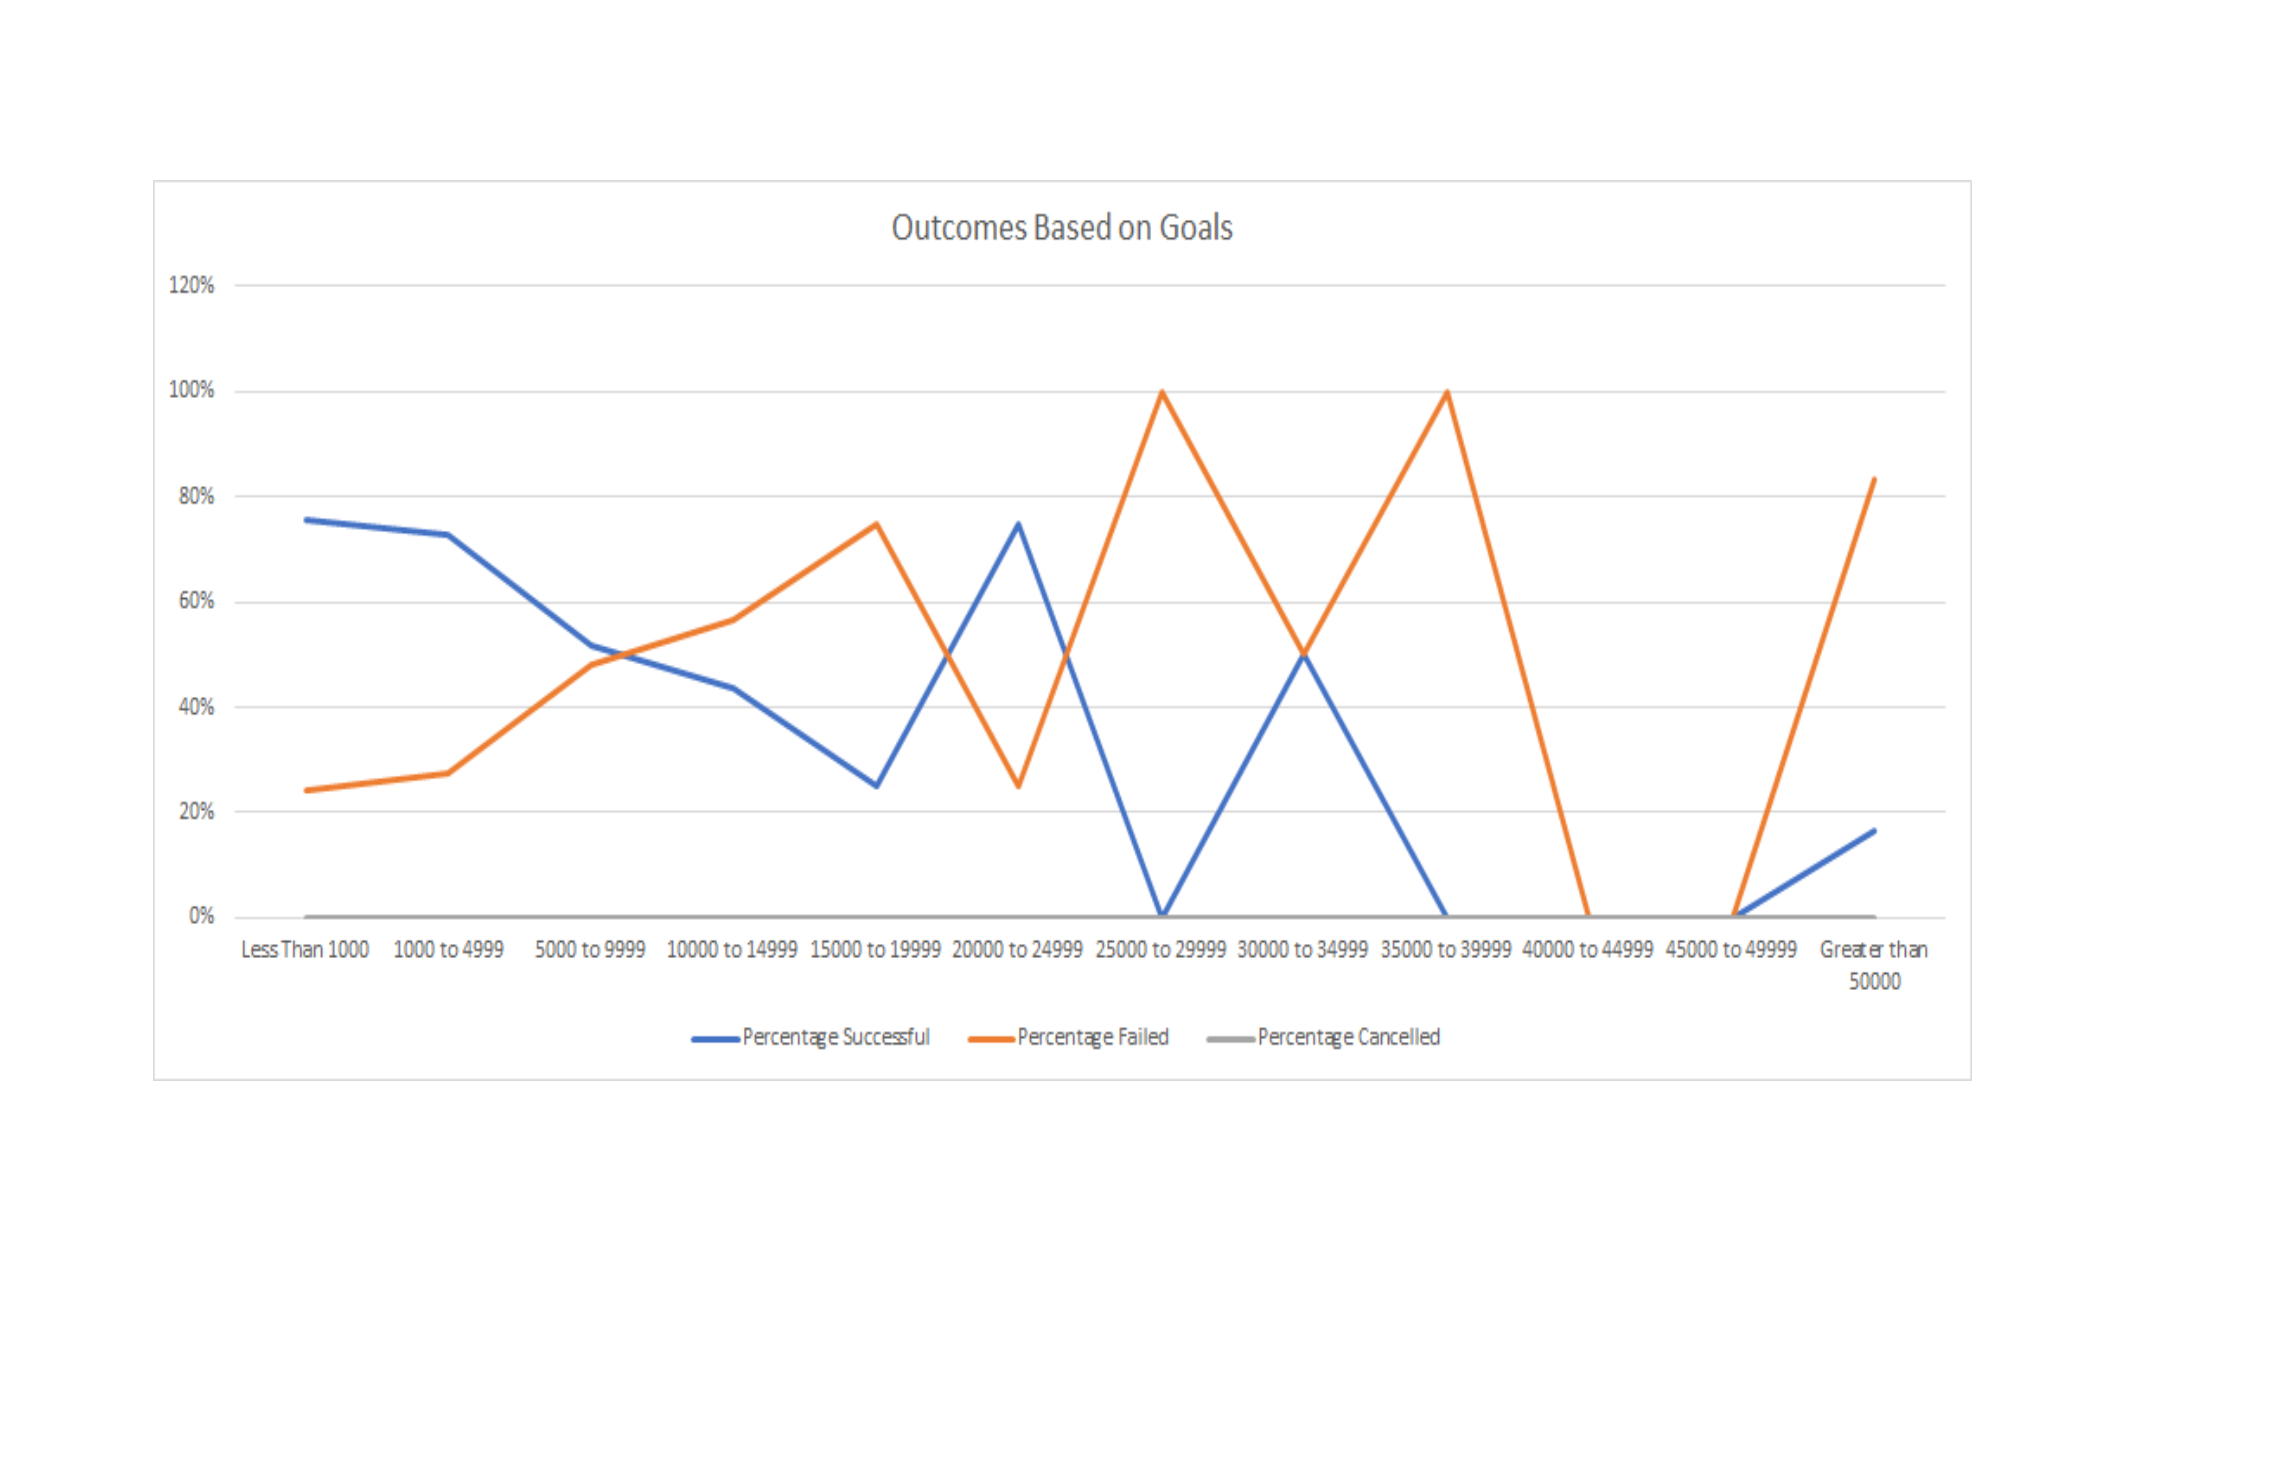 Outcomes Based on Goals
120%
100%
80%
60%
40%
20%
0%
Less Than 1000 1000 to 4999 5000 to 9999 10000 to 14999 15000 to 19999 20000 to 24999 25000 to 29999 30000 to 34999 35000 to 39999 40000 to 44999 45000 to 49999 Greater than
50000
Percentage Successful Percentage Failed Percentage Cancelled